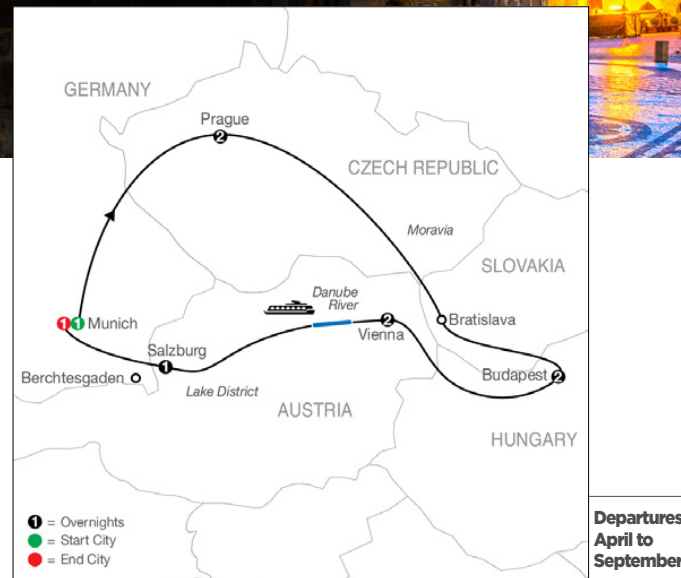 GERMANY
Prague
2
CZECH REPUBLIC
Moravia
SLOVAKIA
Danube
River
1 1 Munich
2
Vienna
Bratislava
Salzburg
1
Berchtesgaden
Lake District
Budapest 2
AUSTRIA
HUNGARY
1 = Overnights
= Start City
= End City
Departures
April to
September